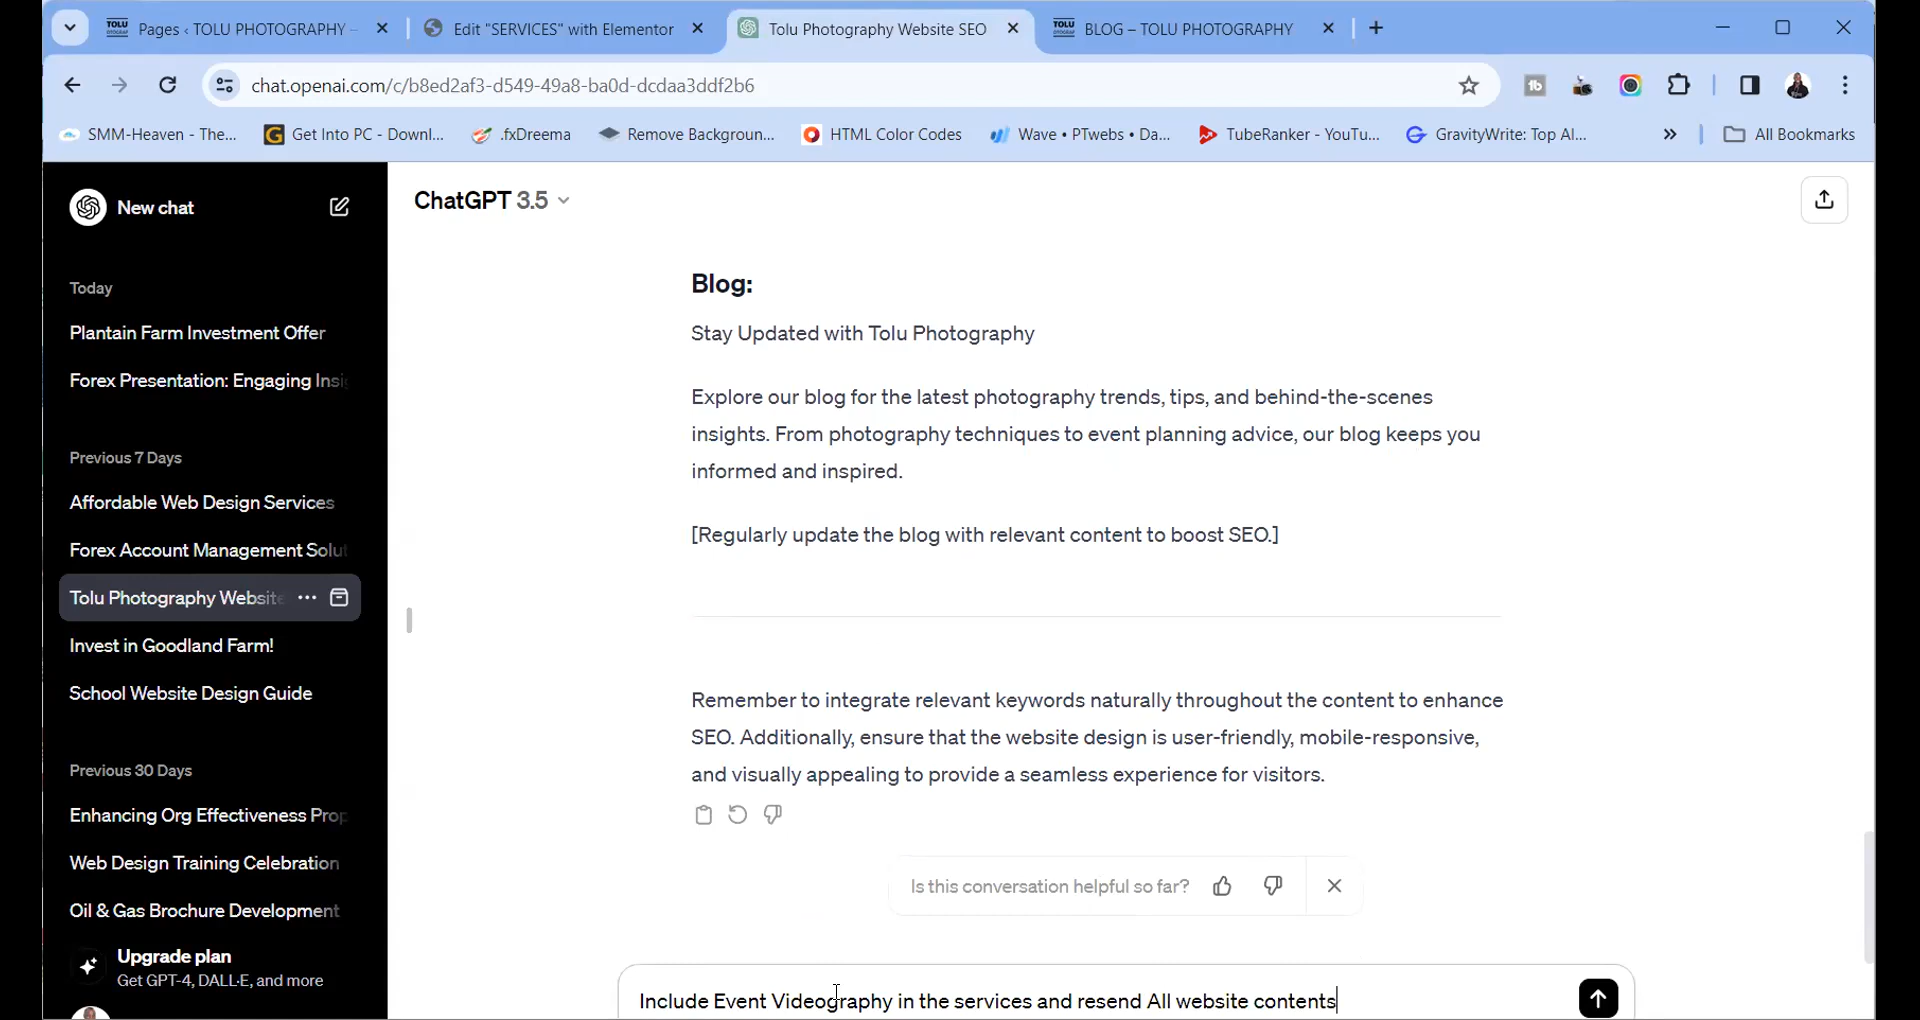 TOLU
Pages ‹ TOLU PHOTOGRAPHY –
Edit "SERVICES" with Elementor
Tolu Photography Website SEO
TOLU
BLOG – TOLU PHOTOGRAPHY
chat.openai.com/c/b8ed2af3-d549-49a8-ba0d-dcdaa3ddf2b6
SMM-Heaven - The...
Get Into PC - Downl...
.fxDreema
Remove Backgroun...
HTML Color Codes
Wave • PTwebs • Da...
TubeRanker - YouTu...
GravityWrite: Top Al...
All Bookmarks
New chat
ChatGPT 3.5
Today
Plantain Farm Investment Offer
Forex Presentation: Engaging Insi
Previous 7 Days
Affordable Web Design Services
Forex Account Management Solut
Tolu Photography Website
Invest in Goodland Farm!
School Website Design Guide
Previous 30 Days
Enhancing Org Effectiveness Prop
Web Design Training Celebration
Oil & Gas Brochure Development
Upgrade plan
Get GPT-4, DALL·E, and more
Blog:
Stay Updated with Tolu Photography
Explore our blog for the latest photography trends, tips, and behind-the-scenes
insights. From photography techniques to event planning advice, our blog keeps you
informed and inspired.
[Regularly update the blog with relevant content to boost SEO.]
Remember to integrate relevant keywords naturally throughout the content to enhance
SEO. Additionally, ensure that the website design is user-friendly, mobile-responsive,
and visually appealing to provide a seamless experience for visitors.
Is this conversation helpful so far?
Include Event Videography in the services and resend All website contents